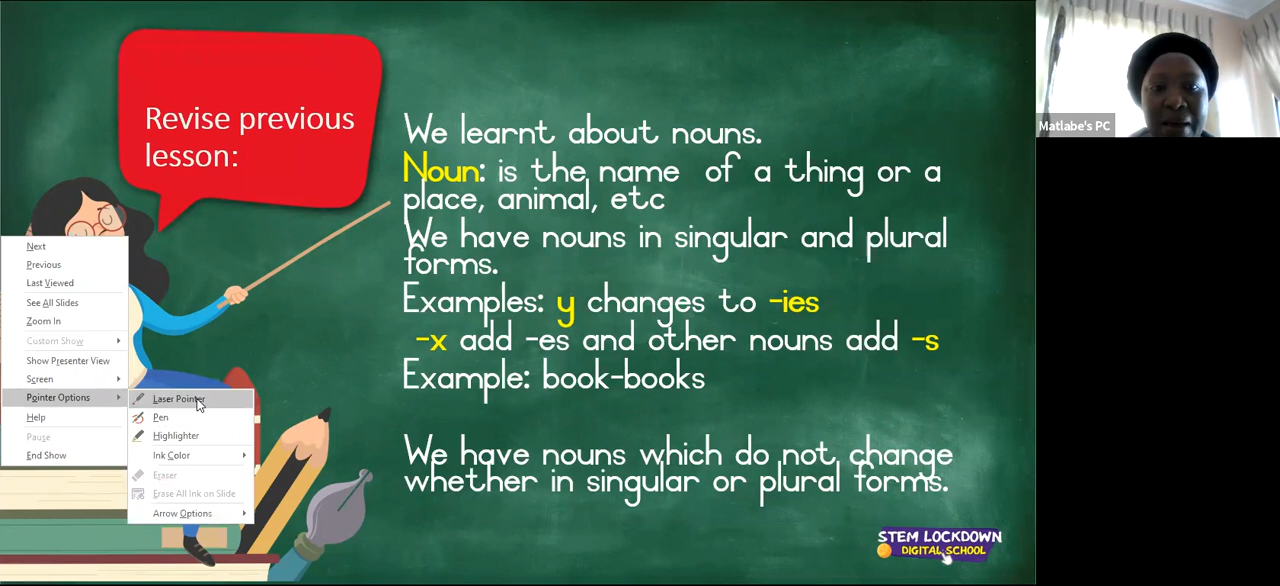 Revise previous
lesson:
We learnt about nouns.
Noun: is the name of a thing or a
place, animal, etc
We have nouns in singular and plural
forms.
Examples: y changes to -ies
-x add -es and other nouns add -s
Example: book-books
We have nouns which do not change
whether in singular or plural forms.
Next
Previous
Last Viewed
See All Slides
Zoom In
Custom Show
Show Presenter View
Screen
Pointer Options
Help
Pause
End Show
Laser Pointer
Pen
Highlighter
Ink Color
Eraser
Erase All Ink on Slide
Arrow Options
STEM LOCKDOWN
DIGITAL SCHOOL
Matlabe's PC